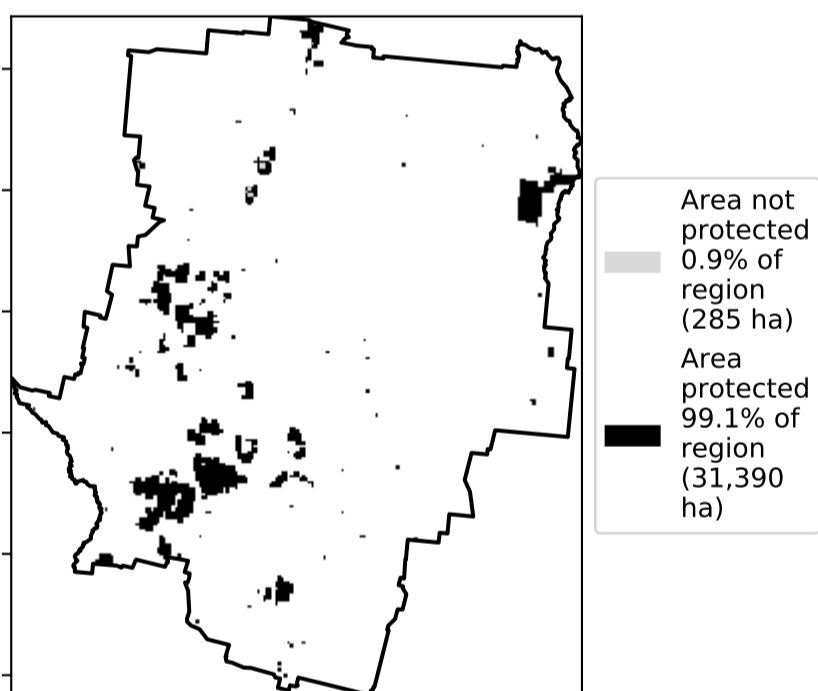 Area not
protected
0.9% of
region
(285 ha)
Area
protected
99.1% of
region
(31,390
ha)